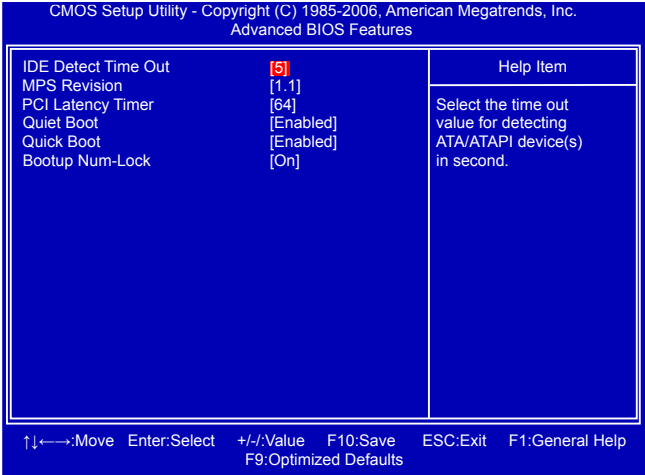 CMOS Setup Utility - Copyright (C) 1985-2006, American Megatrends, Inc.
Advanced BIOS Features
IDE Detect Time Out [5]
MPS Revision [1.1]
PCI Latency Timer [64]
Quiet Boot [Enabled]
Quick Boot [Enabled]
Bootup Num-Lock [On]
Help Item
Select the time out
value for detecting
ATA/ATAPI device(s)
in second.
↑↓←→:Move Enter:Select +/-/:Value F10:Save ESC:Exit F1:General Help
F9:Optimized Defaults